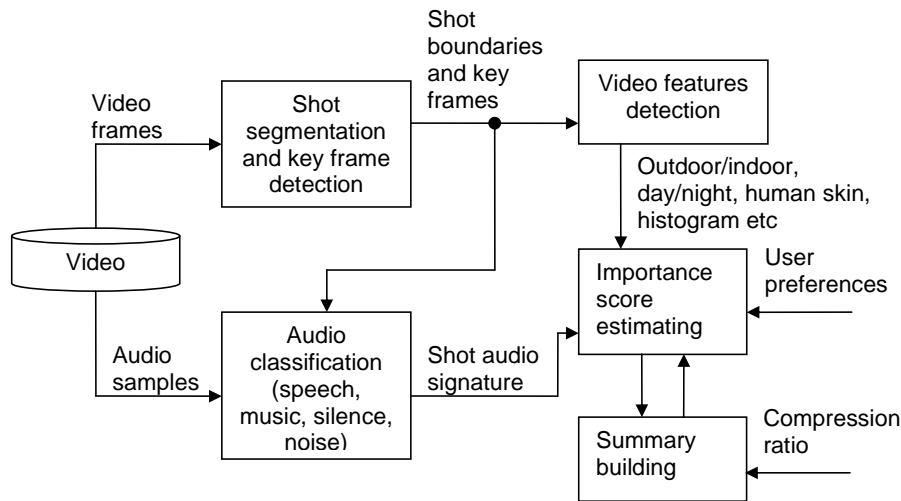 Shot
boundaries
and key
frames
Video
frames
Shot
segmentation
and key frame
detection
Video features
detection
Outdoor/indoor,
day/night, human skin,
histogram etc
Video
Importance
score
estimating
User
preferences
Audio
samples
Audio
classification
(speech,
music, silence,
noise)
Shot audio
signature
Summary
building
Compression
ratio